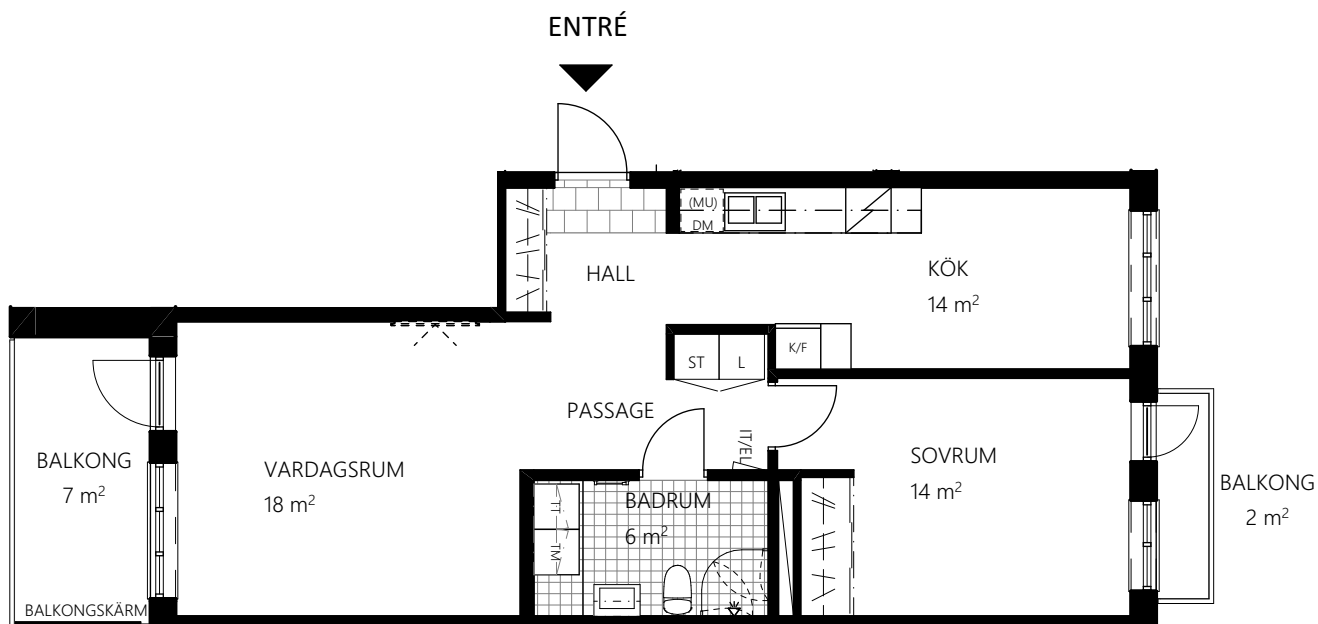 ENTRÉ
(MU)
DM
HALL
KÖK
14 m²
K/F
ST
L
PASSAGE
IT/EL
BALKONG
7 m²
VARDAGSRUM
18 m²
SOVRUM
14 m²
BALKONG
2 m²
BADRUM
6 m²
TT
TM
BALKONGSKÄRM